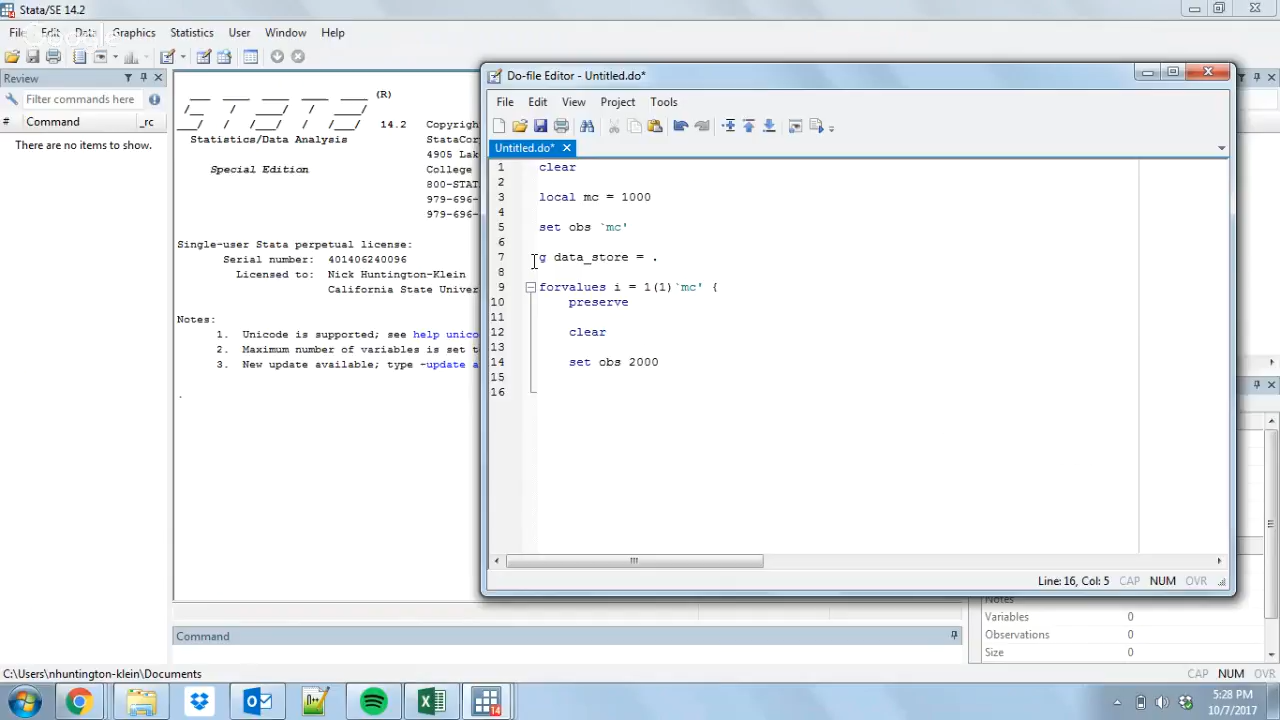 Stata/SE 14.2
File Edit Data Graphics Statistics User Window Help
Google
Review
Filter commands here
# Command _rc
There are no items to show.
(R)
14.2 Copyrigh
Statistics/Data Analysis StataCor
4905 Lak
Special Edition College
800-STAT
979-696-
979-696-
Single-user Stata perpetual license:
Serial number: 401406240096
Licensed to: Nick Huntington-Klein
California State Univer
Notes:
1. Unicode is supported; see help unico
2. Maximum number of variables is set t
3. New update available; type -update a
.
Do-file Editor - Untitled.do*
File Edit View Project Tools
Untitled.do*
1 clear
2
3 local mc = 1000
4
5 set obs `mc'
6
7 g data_store = .
8
9 forvalues i = 1(1)`mc' {
10 preserve
11
12 clear
13
14 set obs 2000
15
16
Line: 16, Col: 5 CAP NUM OVR
Notes
Variables 0
Observations 0
Size 0
Command
C:\Users\nhuntington-klein\Documents
CAP NUM OVR
14
5:28 PM
10/7/2017